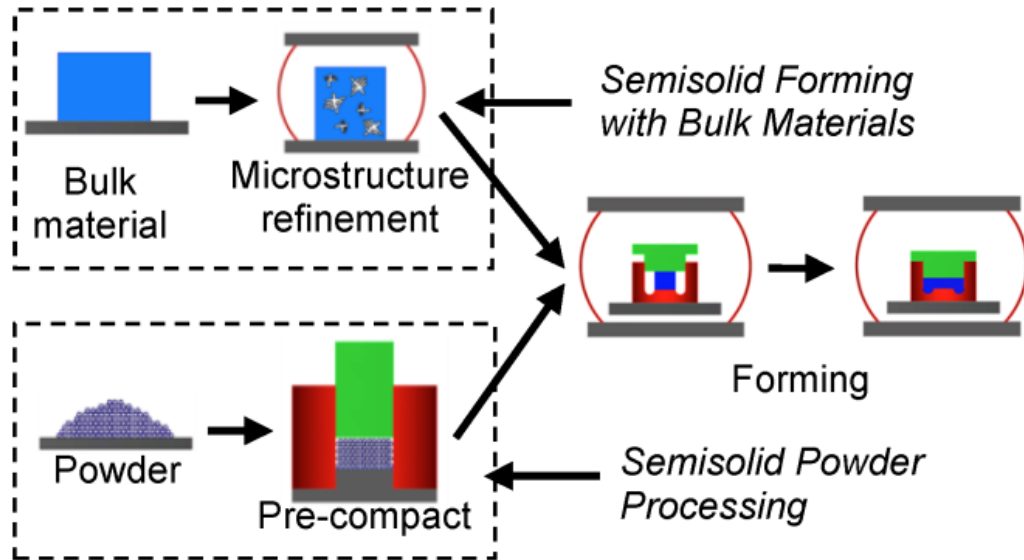 Bulk
material
Microstructure
refinement
Semisolid Forming
with Bulk Materials
Forming
Powder
Pre-compact
Semisolid Powder
Processing